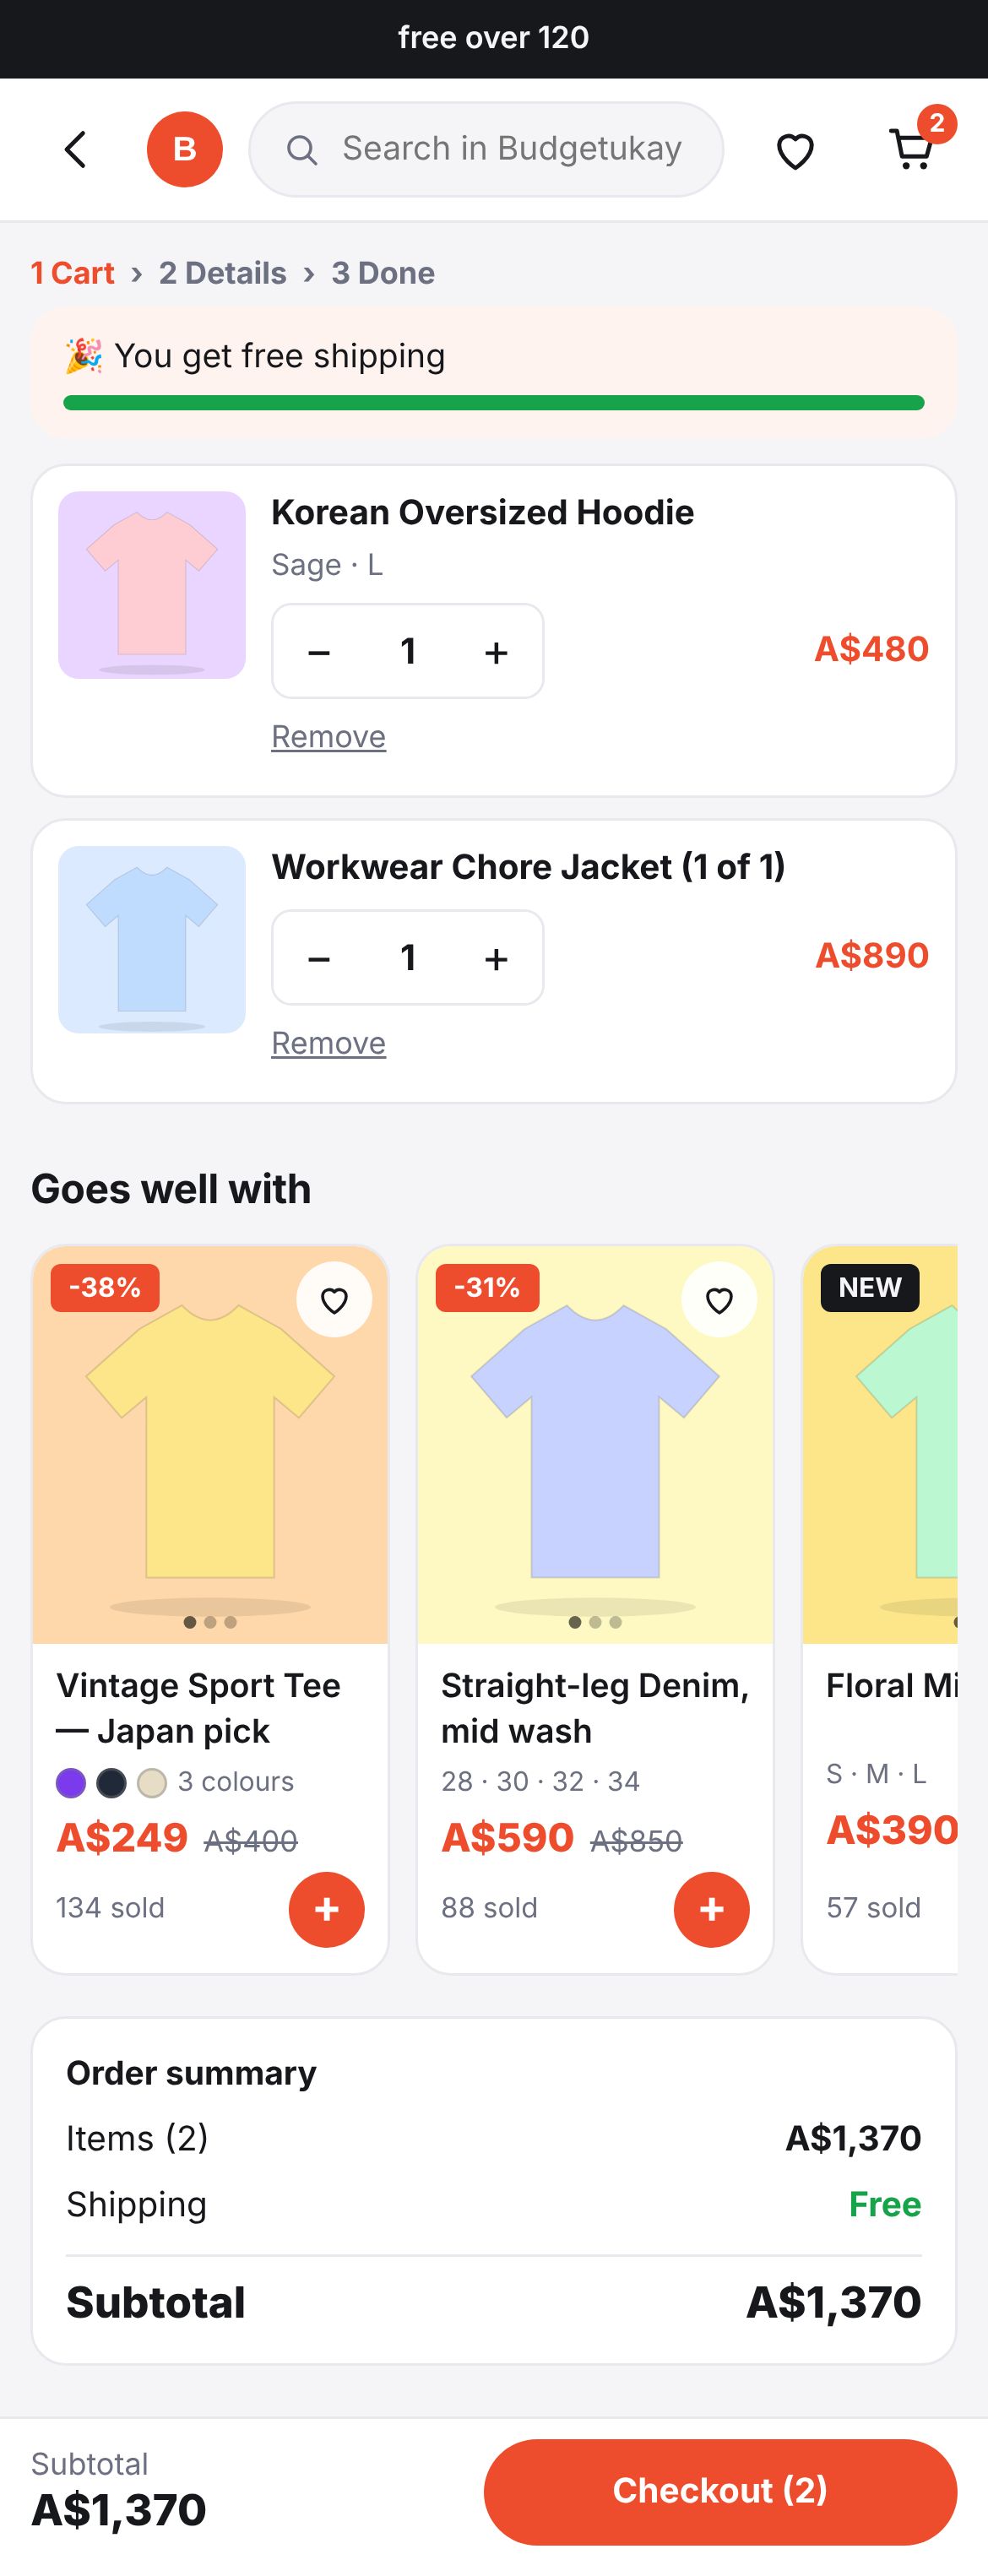 free over 120
B
Search in Budgetukay
2
1 Cart › 2 Details › 3 Done
🎉 You get free shipping
Korean Oversized Hoodie
Sage · L
− 1 +
A$480
Remove
Workwear Chore Jacket (1 of 1)
− 1 +
A$890
Remove
Goes well with
-38%
Vintage Sport Tee
— Japan pick
3 colours
A$249 A$400
134 sold
+
-31%
Straight-leg Denim,
mid wash
28 · 30 · 32 · 34
A$590 A$850
88 sold
+
NEW
Floral Mi
S · M · L
A$390
57 sold
Order summary
Items (2) A$1,370
Shipping Free
Subtotal A$1,370
Subtotal
A$1,370
Checkout (2)